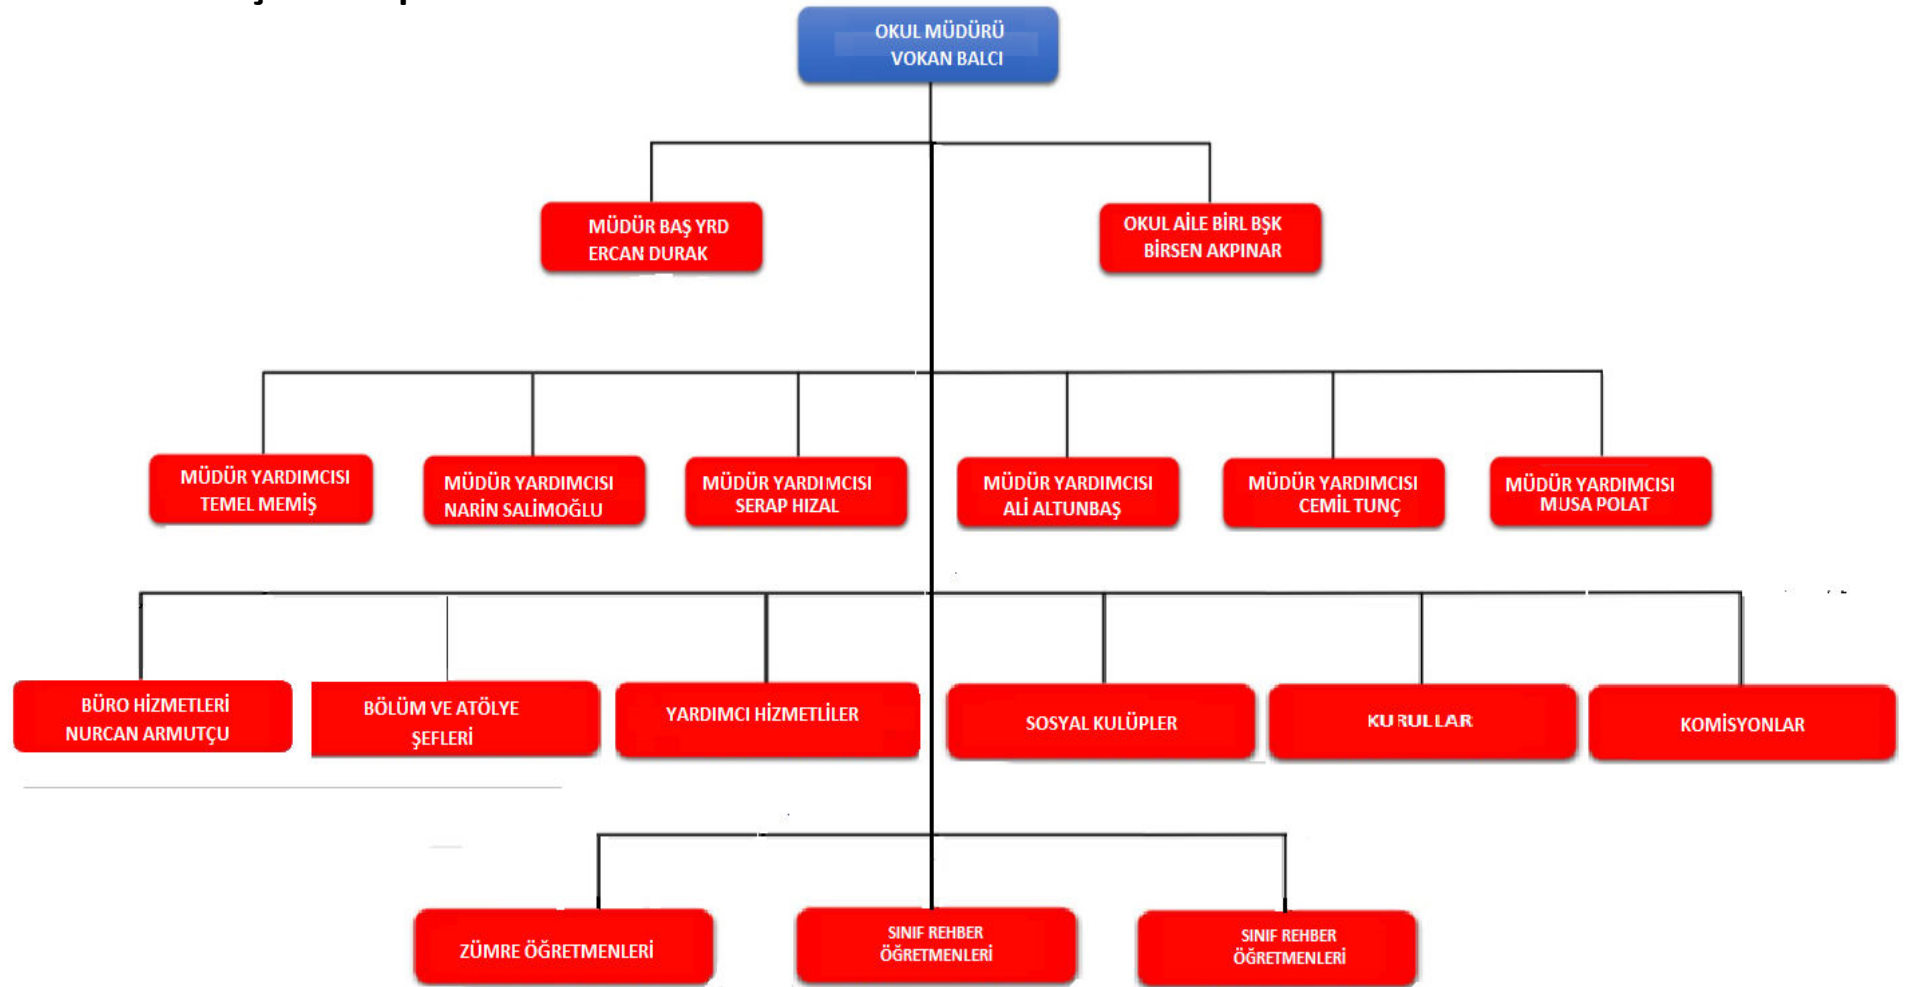 OKUL MÜDÜRÜ
VOKAN BALCI
MÜDÜR BAŞ YRD
ERCAN DURAK
OKUL AİLE BİRL BŞK
BİRSEN AKPINAR
MÜDÜR YARDIMCISI
TEMEL MEMİŞ
MÜDÜR YARDIMCISI
NARİN SALİMOĞLU
MÜDÜR YARDIMCISI
SERAP HIZAL
MÜDÜR YARDIMCISI
ALİ ALTUNBAŞ
MÜDÜR YARDIMCISI
CEMİL TUNÇ
MÜDÜR YARDIMCISI
MUSA POLAT
BÜRO HİZMETLERİ
NURCAN ARMUTÇU
BÖLÜM VE ATÖLYE
ŞEFLERİ
YARDIMCI HİZMETLİLER
SOSYAL KULÜPLER
KURULLAR
KOMİSYONLAR
ZÜMRE ÖĞRETMENLERİ
SINIF REHBER
ÖĞRETMENLERİ
SINIF REHBER
ÖĞRETMENLERİ